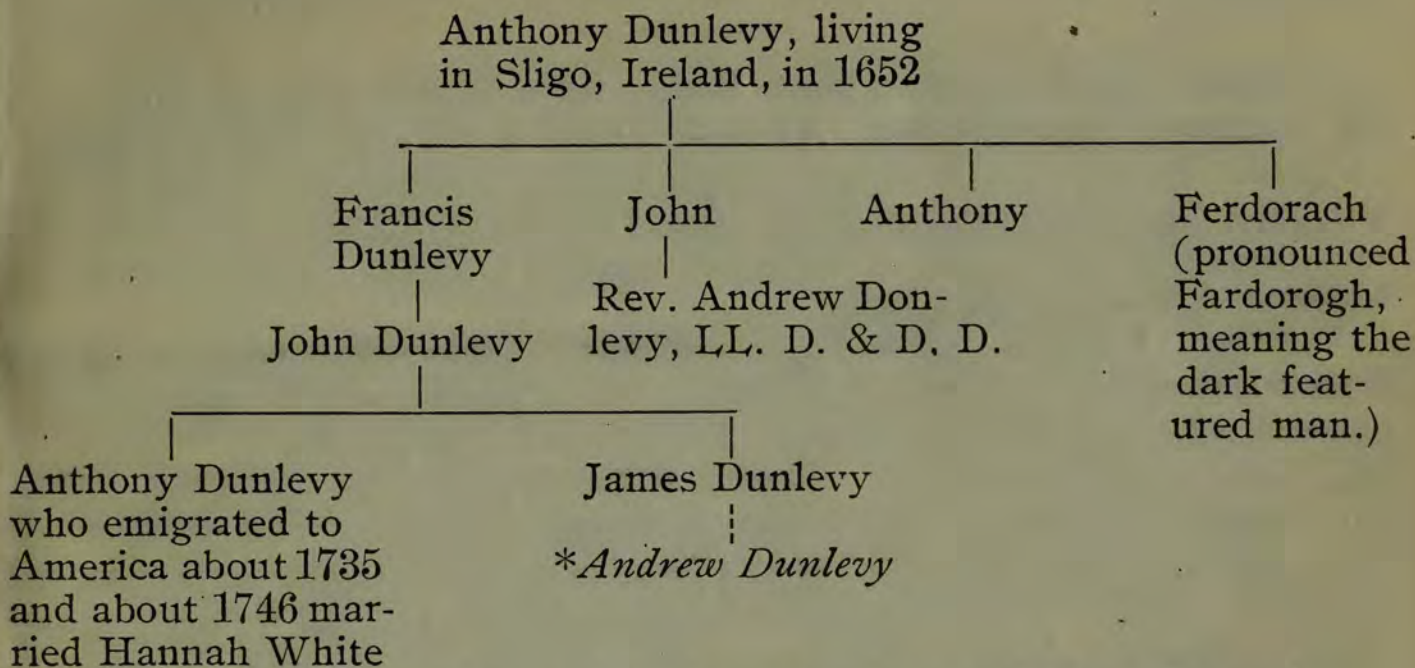 Anthony Dunlevy, living
in Sligo, Ireland, in 1652
Francis
Dunlevy
John
Anthony
Ferdorach
(pronounced
Fardorogh,
meaning the
dark feat-
ured man.)
John Dunlevy
Rev. Andrew Don-
levy, LL. D. & D. D.
Anthony Dunlevy
who emigrated to
America about 1735
and about 1746 mar-
ried Hannah White
James Dunlevy
*Andrew Dunlevy